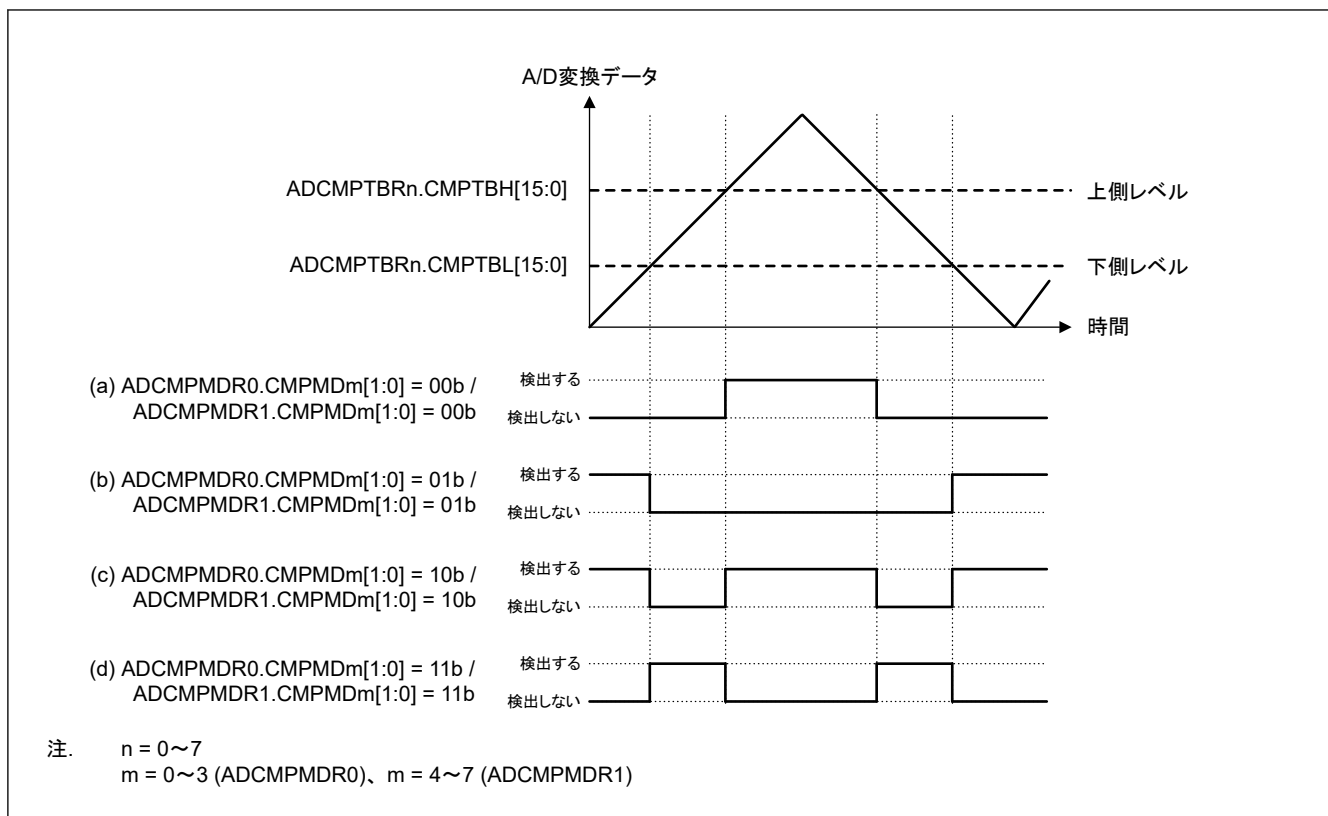 A/D変換データ
ADCMPTBRn.CMPTBH[15:0]
上側レベル
ADCMPTBRn.CMPTBL[15:0]
下側レベル
時間
(a) ADCMPMDR0.CMPMDm[1:0] = 00b /
ADCMPMDR1.CMPMDm[1:0] = 00b
検出する
検出しない
(b) ADCMPMDR0.CMPMDm[1:0] = 01b /
ADCMPMDR1.CMPMDm[1:0] = 01b
検出する
検出しない
(c) ADCMPMDR0.CMPMDm[1:0] = 10b /
ADCMPMDR1.CMPMDm[1:0] = 10b
検出する
検出しない
(d) ADCMPMDR0.CMPMDm[1:0] = 11b /
ADCMPMDR1.CMPMDm[1:0] = 11b
検出する
検出しない
注. n = 0～7
m = 0～3 (ADCMPMDR0)、m = 4～7 (ADCMPMDR1)